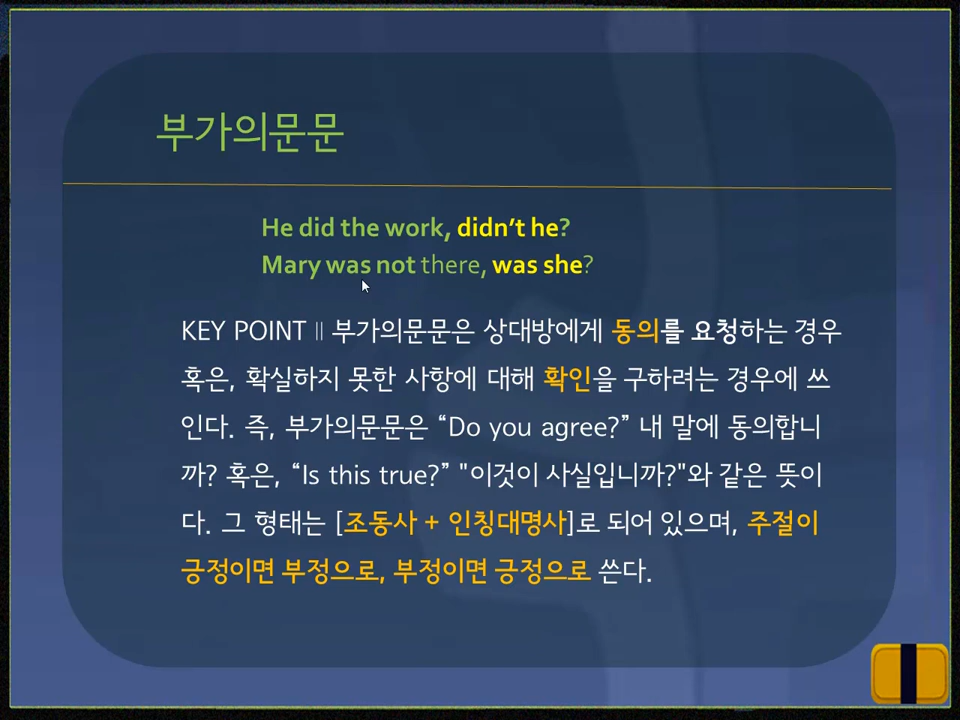 부가의문문
He did the work, didn’t he?
Mary was not there, was she?
KEY POINT || 부가의문문은 상대방에게 동의를 요청하는 경우
혹은, 확실하지 못한 사항에 대해 확인을 구하려는 경우에 쓰
인다. 즉, 부가의문문은 “Do you agree?” 내 말에 동의합니
까? 혹은, “Is this true?” "이것이 사실입니까?"와 같은 뜻이
다. 그 형태는 [조동사 + 인칭대명사]로 되어 있으며, 주절이
긍정이면 부정으로, 부정이면 긍정으로 쓴다.